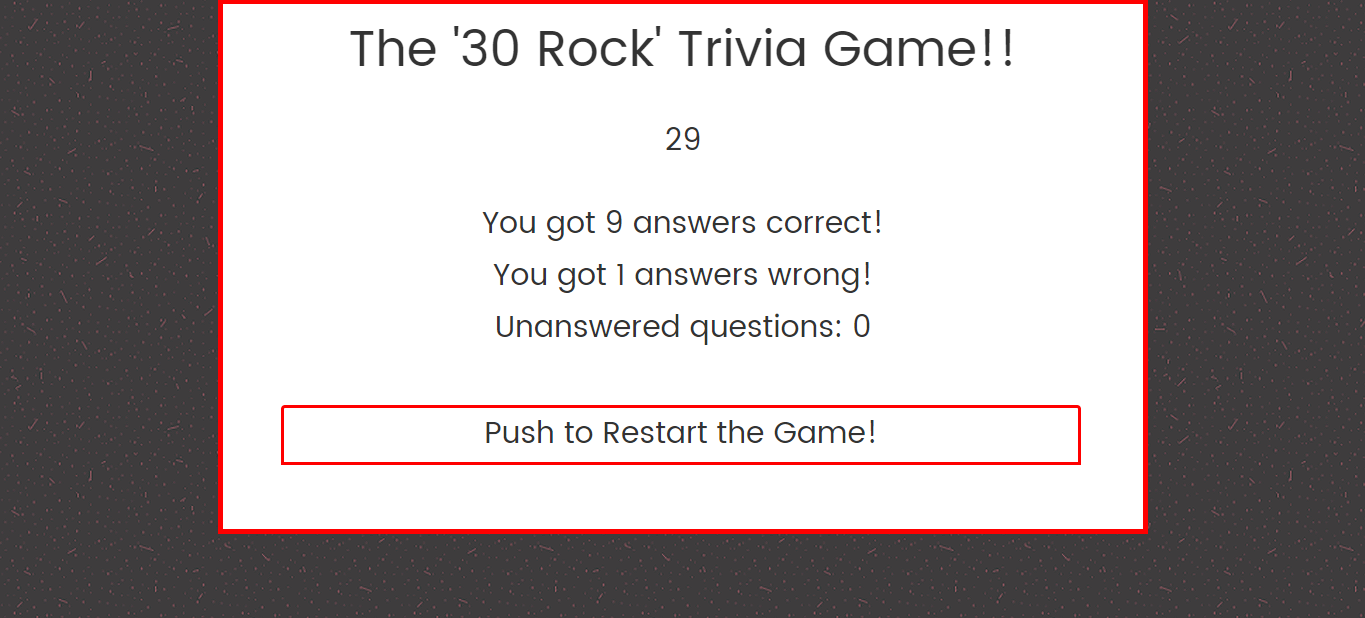 The '30 Rock' Trivia Game!!
29
You got 9 answers correct!
You got 1 answers wrong!
Unanswered questions: 0
Push to Restart the Game!